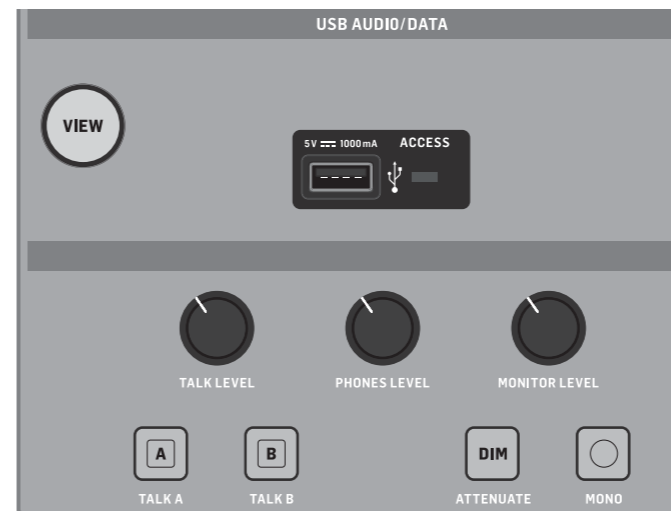 USB AUDIO/DATA
VIEW
5V ⎓ 1000mA ACCESS
TALK LEVEL PHONES LEVEL MONITOR LEVEL
A B DIM
TALK A TALK B ATTENUATE MONO